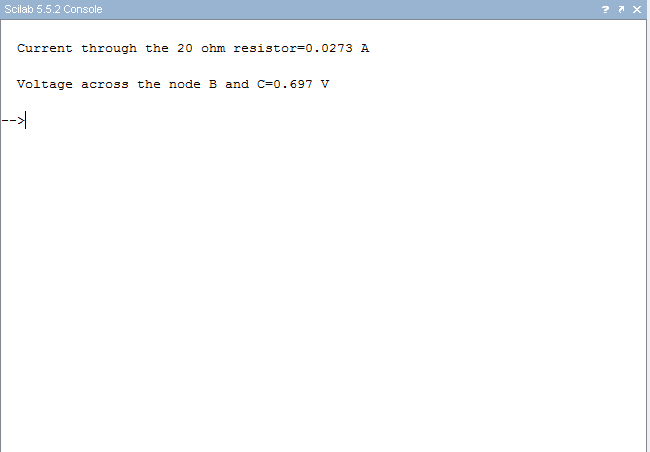 Scilab 5.5.2 Console
Current through the 20 ohm resistor=0.0273 A
Voltage across the node B and C=0.697 V
-->